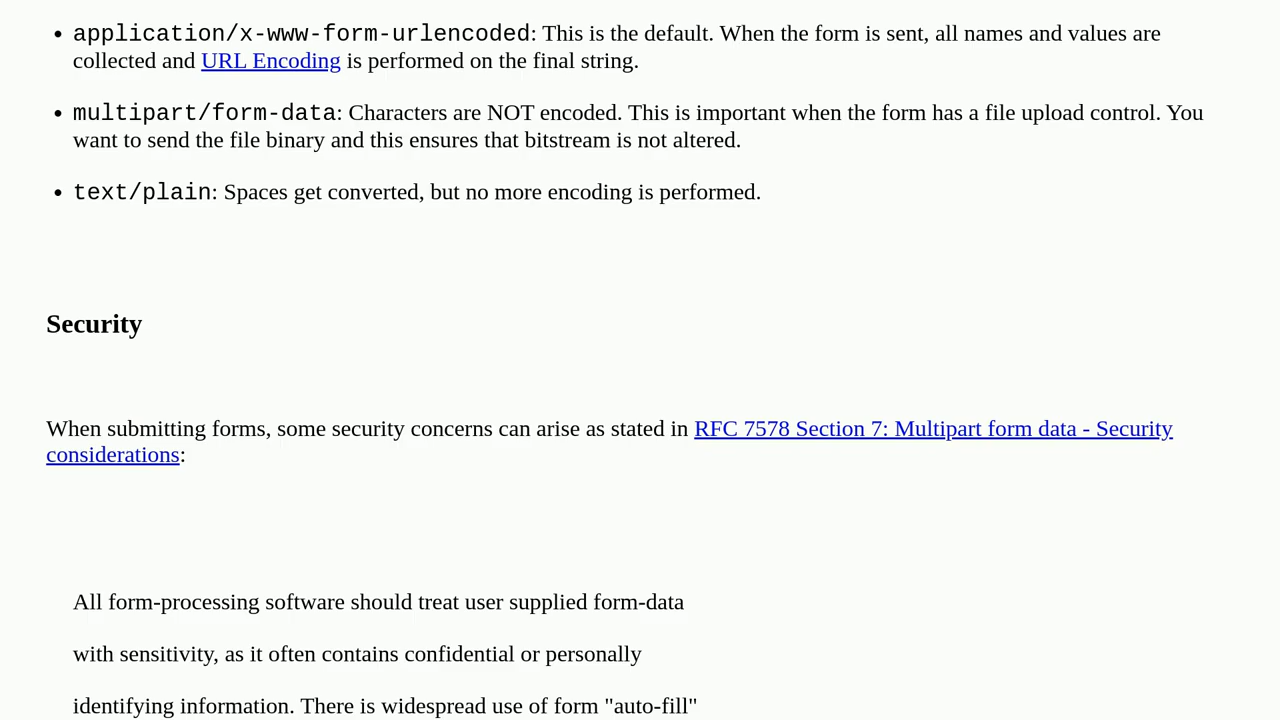 • application/x-www-form-urlencoded: This is the default. When the form is sent, all names and values are
collected and URL Encoding is performed on the final string.
• multipart/form-data: Characters are NOT encoded. This is important when the form has a file upload control. You
want to send the file binary and this ensures that bitstream is not altered.
• text/plain: Spaces get converted, but no more encoding is performed.
Security
When submitting forms, some security concerns can arise as stated in RFC 7578 Section 7: Multipart form data - Security
considerations:
All form-processing software should treat user supplied form-data
with sensitivity, as it often contains confidential or personally
identifying information. There is widespread use of form "auto-fill"